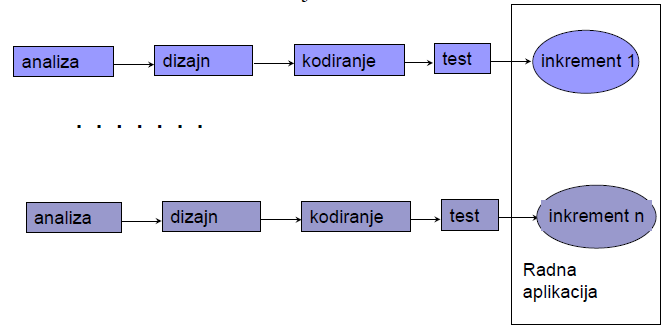 analiza
dizajn
kodiranje
test
inkrement 1
. . . . . . .
analiza
dizajn
kodiranje
test
inkrement n
Radna
aplikacija